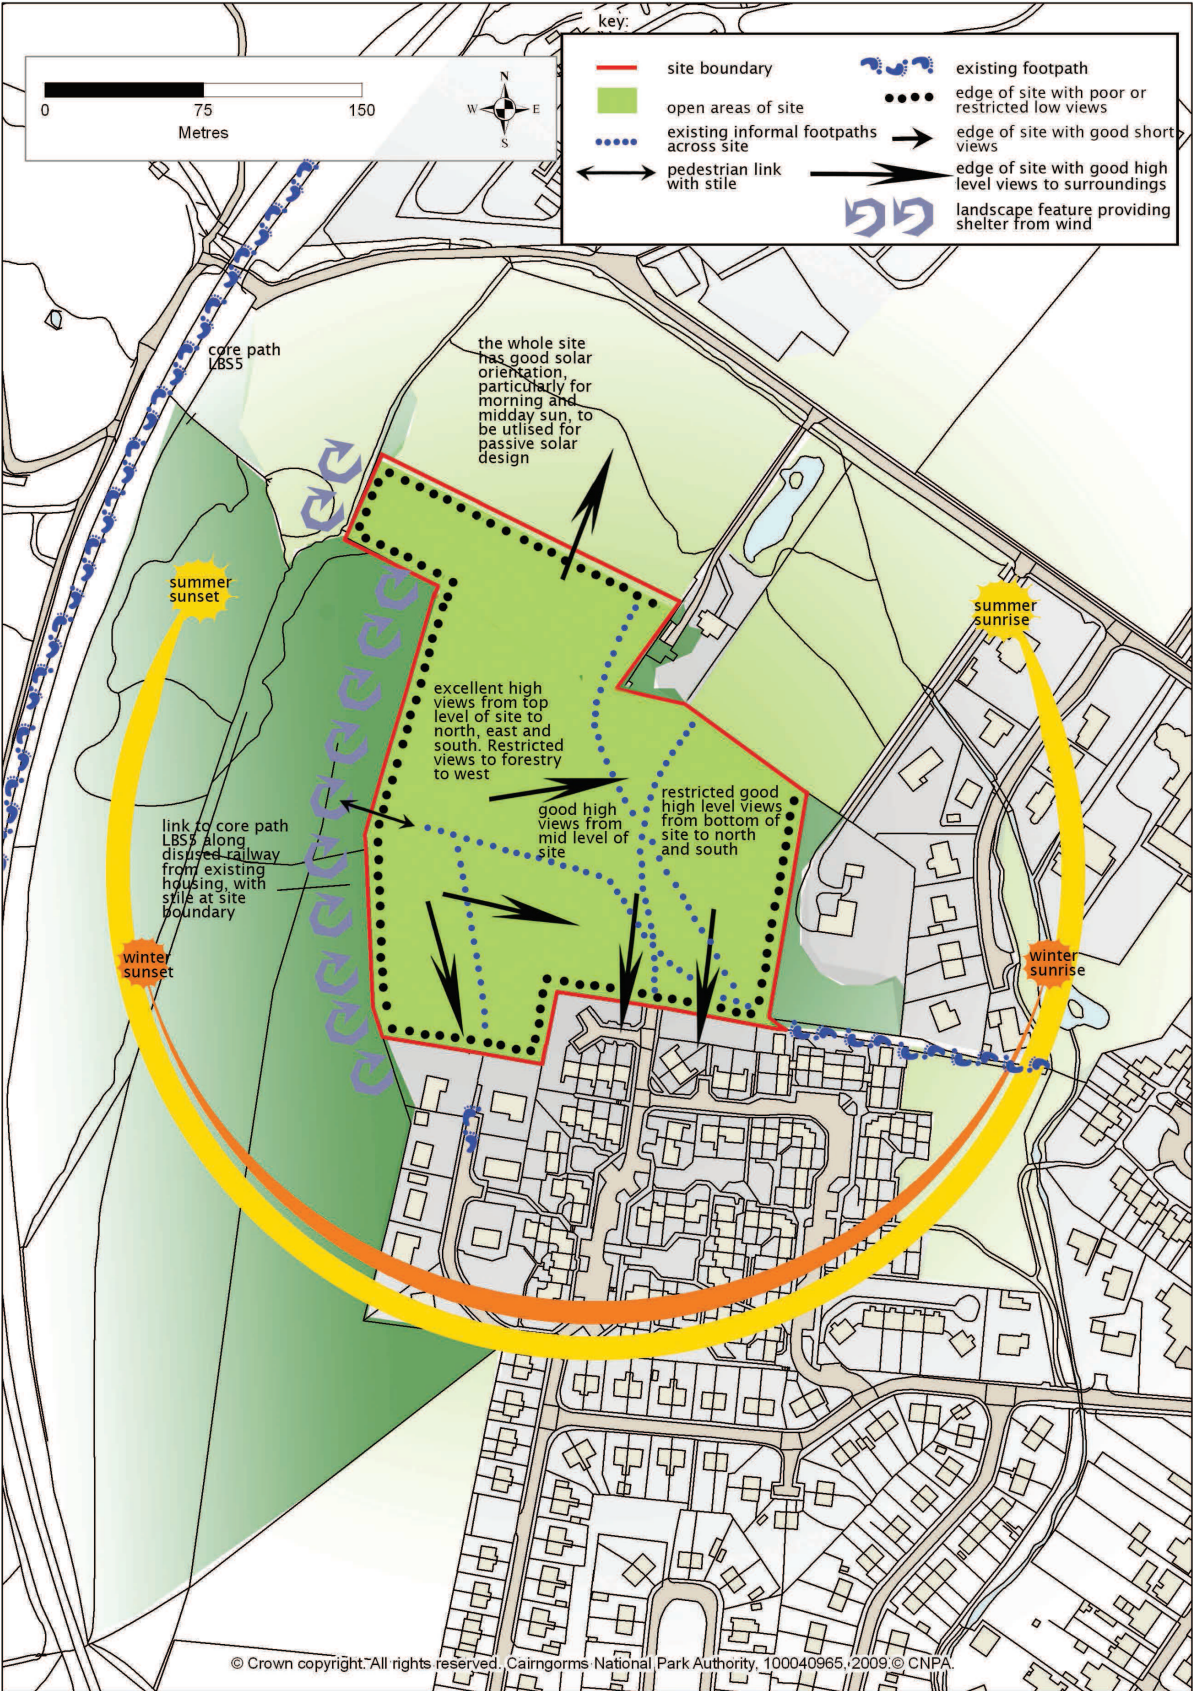 key:
site boundary
open areas of site
existing informal footpaths
across site
pedestrian link
with stile
existing footpath
edge of site with poor or
restricted low views
edge of site with good short
views
edge of site with good high
level views to surroundings
landscape feature providing
shelter from wind
0 75 150
Metres
N
W E
S
core path
LBS5
the whole site
has good solar
orientation,
particularly for
morning and
midday sun, to
be utlised for
passive solar
design
summer
sunset
summer
sunrise
excellent high
views from top
level of site to
north, east and
south. Restricted
views to forestry
to west
good high
views from
mid level of
site
restricted good
high level views
from bottom of
site to north
and south
link to core path
LBS5 along
disused railway
from existing
housing, with
stile at site
boundary
winter
sunset
winter
sunrise
© Crown copyright. All rights reserved. Cairngorms National Park Authority, 100040965, 2009.© CNPA.